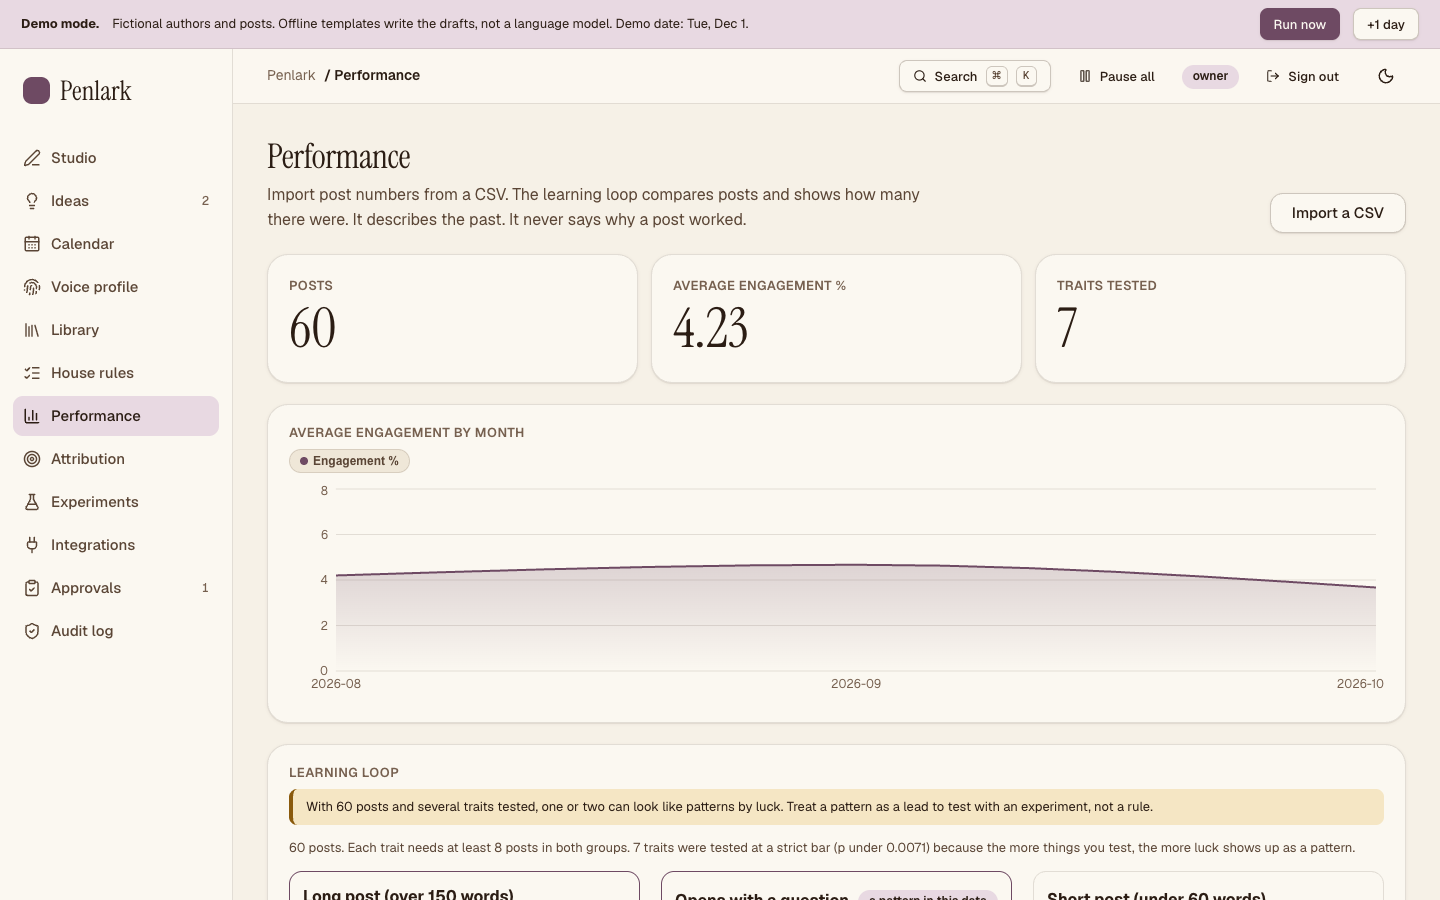 Demo mode. Fictional authors and posts. Offline templates write the drafts, not a language model. Demo date: Tue, Dec 1.
Run now
+1 day
Penlark
Penlark / Performance
Search ⌘ K
Pause all
owner
Sign out
Studio
Ideas 2
Calendar
Voice profile
Library
House rules
Performance
Attribution
Experiments
Integrations
Approvals 1
Audit log
Performance
Import post numbers from a CSV. The learning loop compares posts and shows how many
there were. It describes the past. It never says why a post worked.
Import a CSV
POSTS
60
AVERAGE ENGAGEMENT %
4.23
TRAITS TESTED
7
AVERAGE ENGAGEMENT BY MONTH
Engagement %
8
6
4
2
0
2026-08
2026-09
2026-10
LEARNING LOOP
With 60 posts and several traits tested, one or two can look like patterns by luck. Treat a pattern as a lead to test with an experiment, not a rule.
60 posts. Each trait needs at least 8 posts in both groups. 7 traits were tested at a strict bar (p under 0.0071) because the more things you test, the more luck shows up as a pattern.
Long post (over 150 words)
Opens with a question a pattern in this data
Short post (under 60 words)